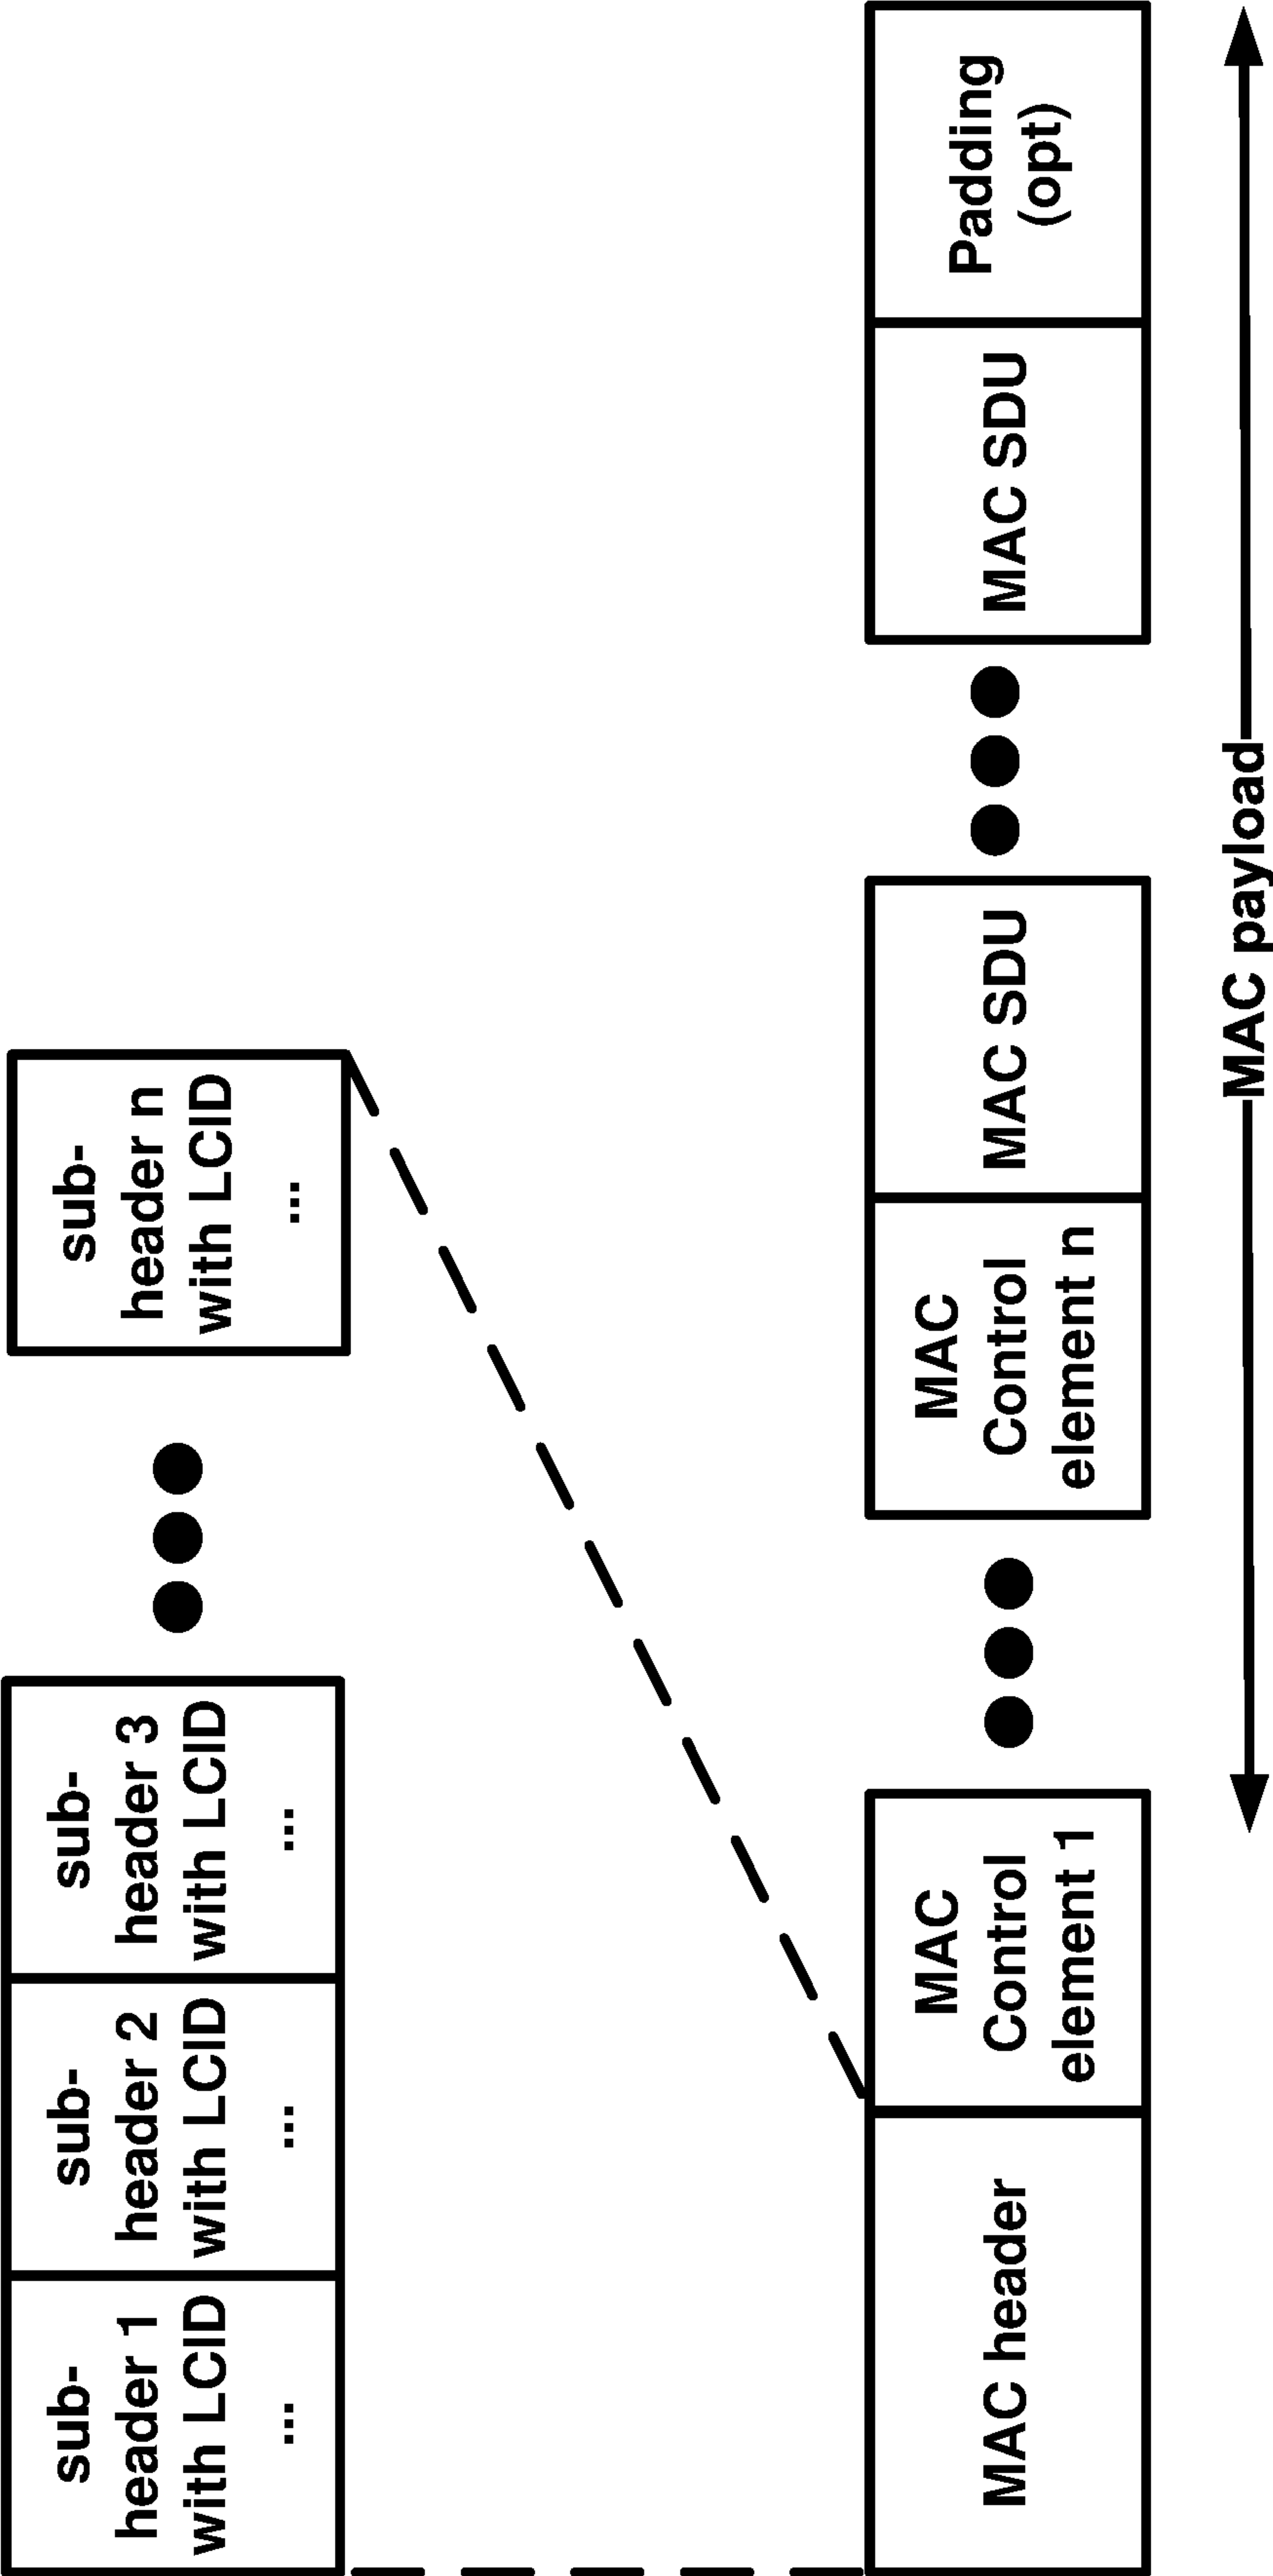 sub-
header 1
with LCID
...
sub-
header 2
with LCID
...
sub-
header 3
with LCID
...
sub-
header n
with LCID
...
MAC header
MAC
Control
element 1
MAC
Control
element n
MAC SDU
MAC SDU
Padding
(opt)
MAC payload